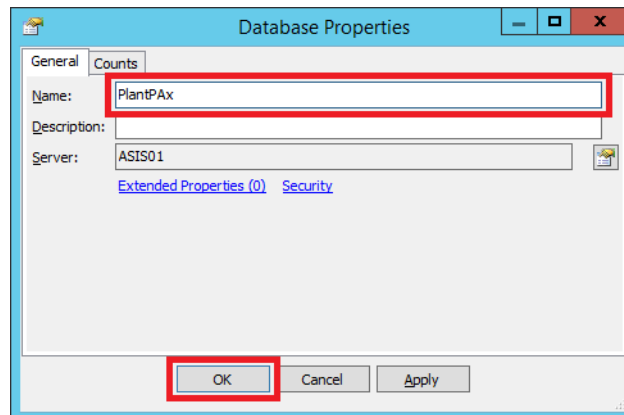 Database Properties
General Counts
Name: PlantPAx
Description:
Server: ASIS01
Extended Properties (0) Security
OK Cancel Apply